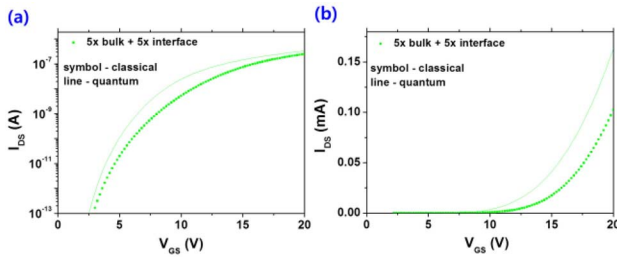 (a)
5x bulk + 5x interface
symbol - classical
line - quantum
10^-7
10^-9
10^-11
10^-13
I_DS (A)
0 5 10 15 20
V_GS (V)
(b)
5x bulk + 5x interface
symbol - classical
line - quantum
0.15
0.10
0.05
0.00
I_DS (mA)
0 5 10 15 20
V_GS (V)